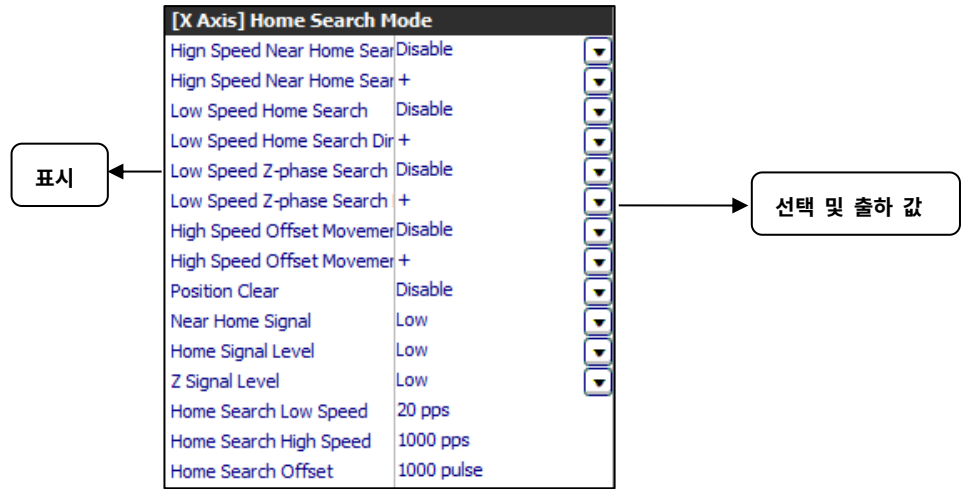 [X Axis] Home Search Mode
Hign Speed Near Home Sear Disable
Hign Speed Near Home Sear +
Low Speed Home Search Disable
Low Speed Home Search Dir +
Low Speed Z-phase Search Disable
Low Speed Z-phase Search +
High Speed Offset Movemer Disable
High Speed Offset Movemer +
Position Clear Disable
Near Home Signal Low
Home Signal Level Low
Z Signal Level Low
Home Search Low Speed 20 pps
Home Search High Speed 1000 pps
Home Search Offset 1000 pulse
표시
선택 및 출하 값